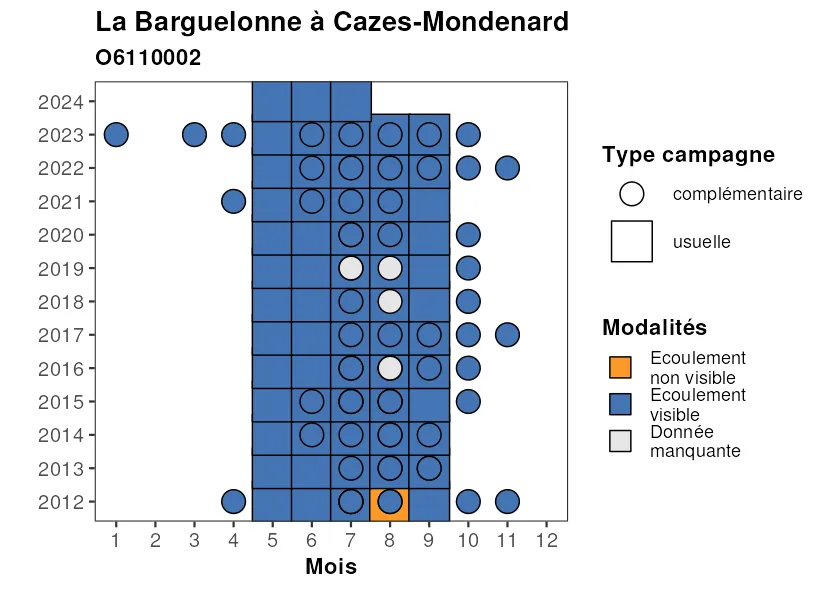 La Barguelonne à Cazes-Mondenard
O6110002
2024
2023
2022
2021
2020
2019
2018
2017
2016
2015
2014
2013
2012
1 2 3 4 5 6 7 8 9 10 11 12
Mois
Type campagne
complémentaire
usuelle
Modalités
Ecoulement
non visible
Ecoulement
visible
Donnée
manquante